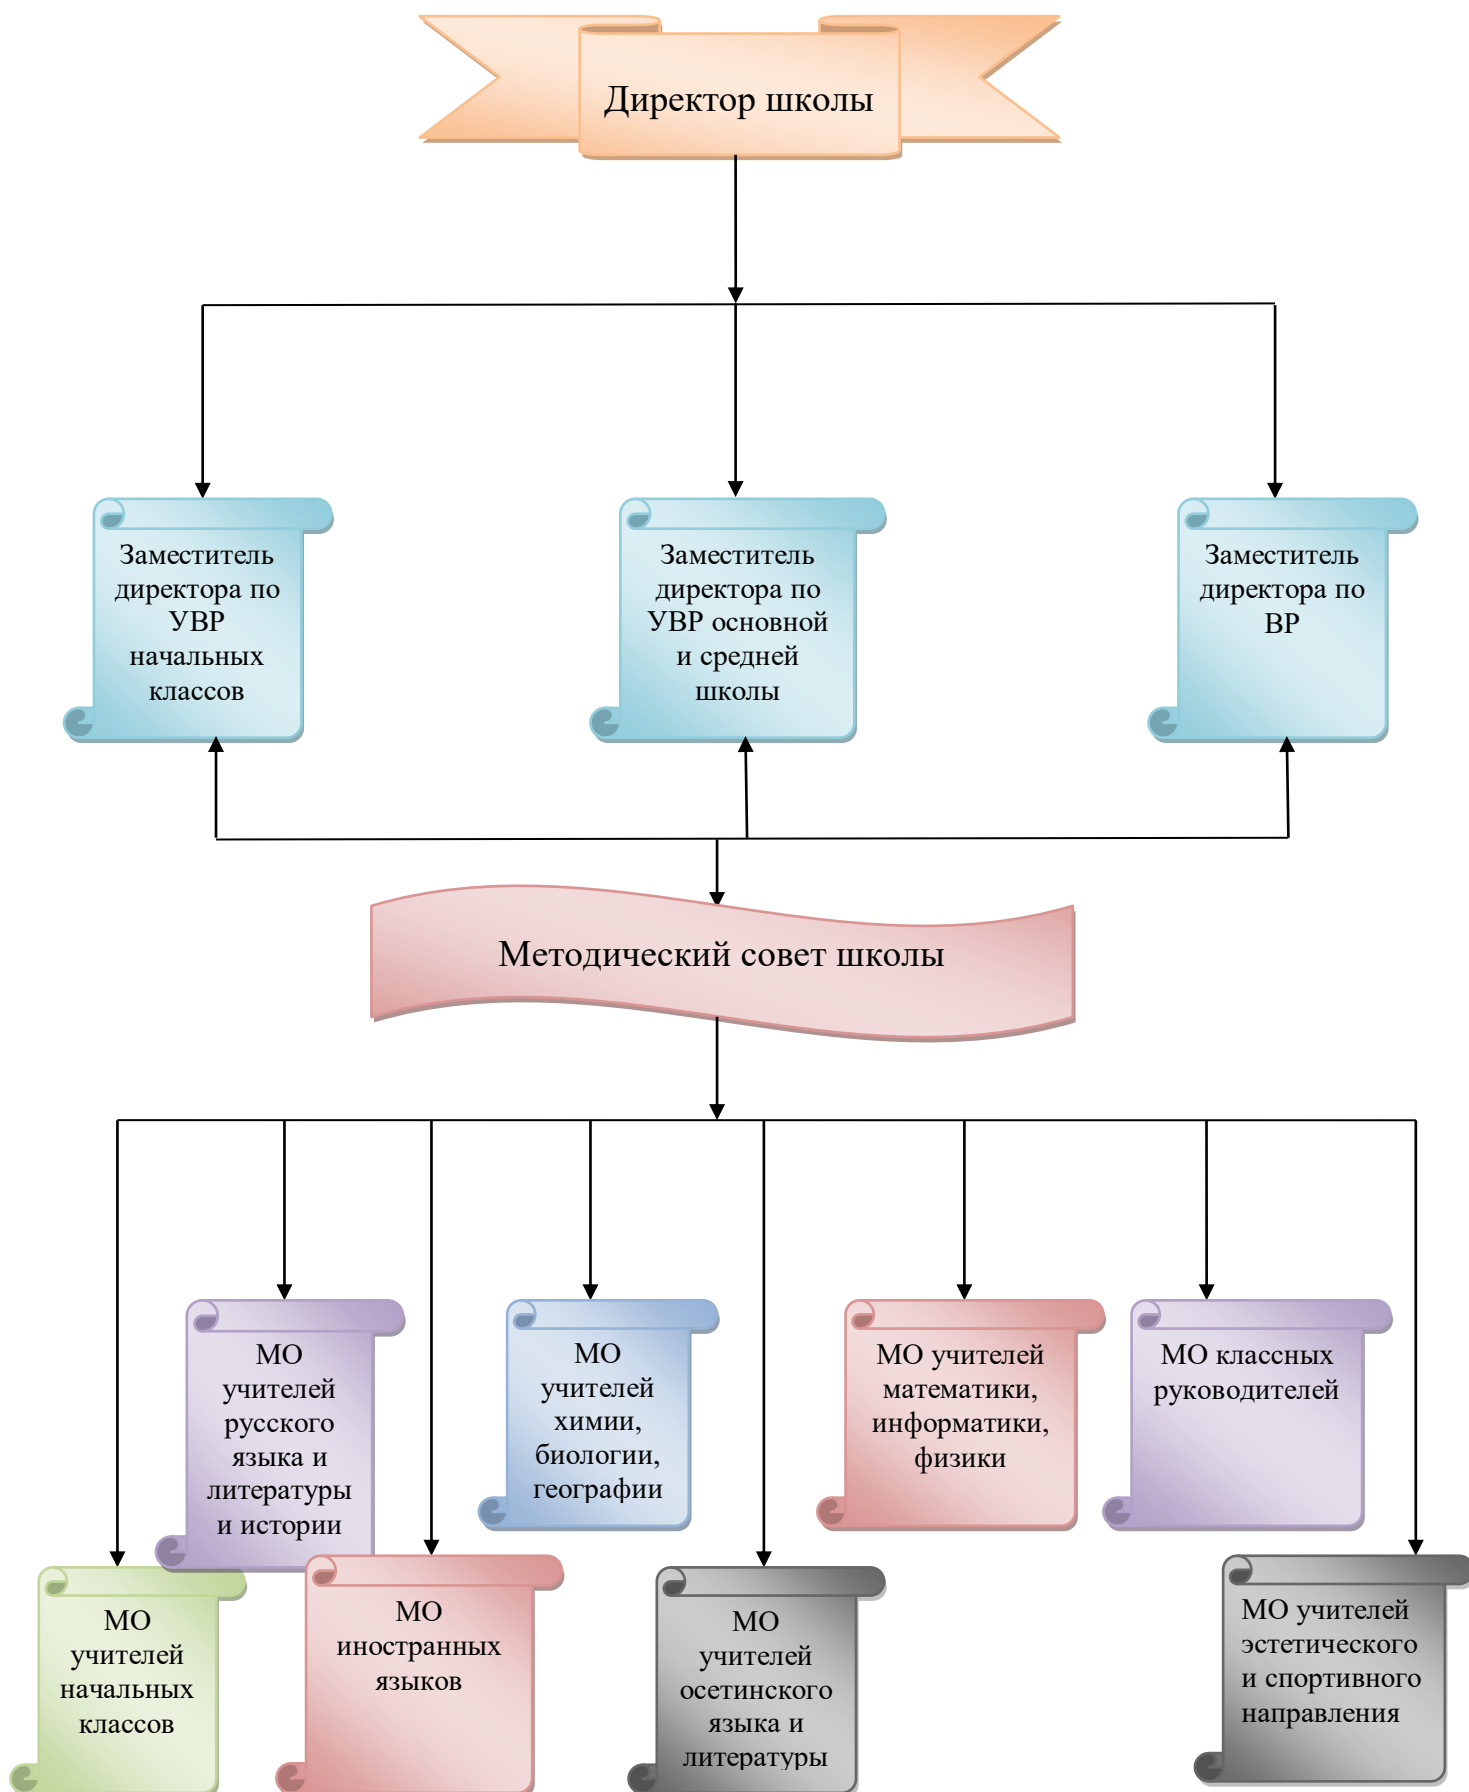 Директор школы
Заместитель
директора по
УВР
начальных
классов
Заместитель
директора по
УВР основной
и средней
школы
Заместитель
директора по
ВР
Методический совет школы
МО
учителей
русского
языка и
литературы
и истории
МО
учителей
химии,
биологии,
географии
МО учителей
математики,
информатики,
физики
МО классных
руководителей
МО
учителей
начальных
классов
МО
иностранных
языков
МО
учителей
осетинского
языка и
литературы
МО учителей
эстетического
и спортивного
направления